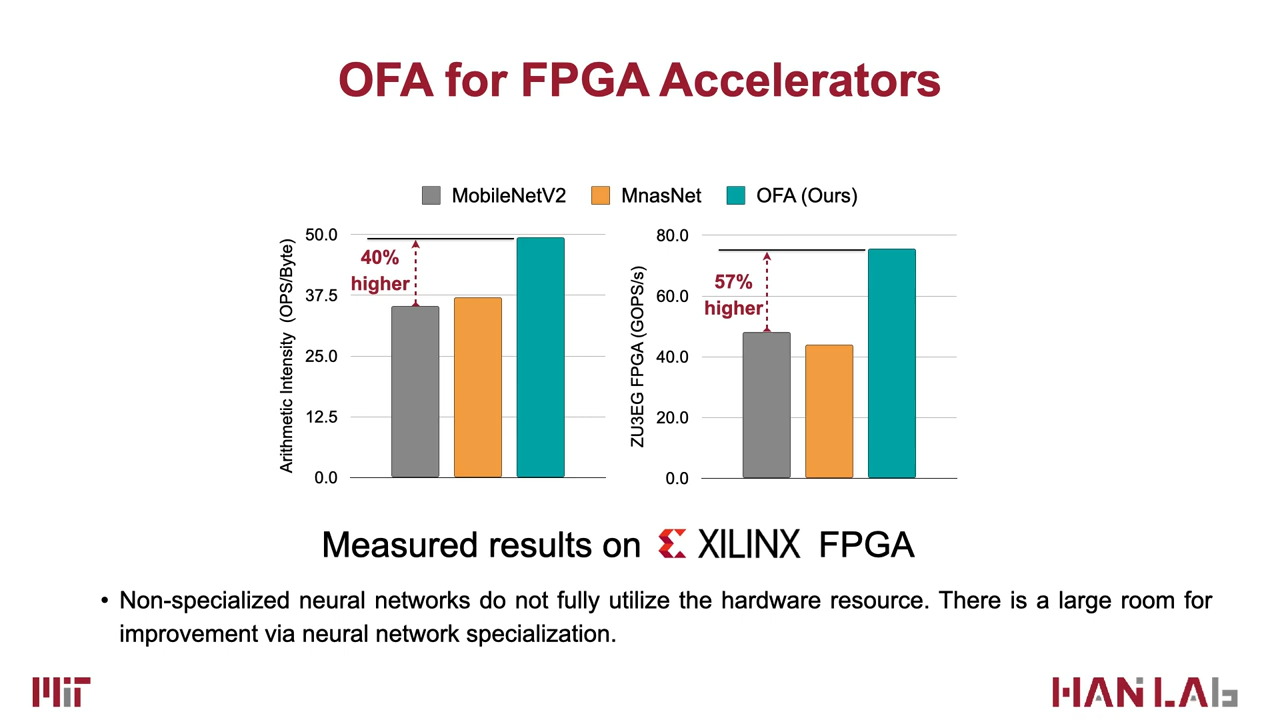 OFA for FPGA Accelerators
MobileNetV2
MnasNet
OFA (Ours)
Arithmetic Intensity (OPS/Byte)
50.0
37.5
25.0
12.5
0.0
40%
higher
ZU3EG FPGA (GOPS/s)
80.0
60.0
40.0
20.0
0.0
57%
higher
Measured results on XILINX FPGA
• Non-specialized neural networks do not fully utilize the hardware resource. There is a large room for
improvement via neural network specialization.
MIT
HAN LAb